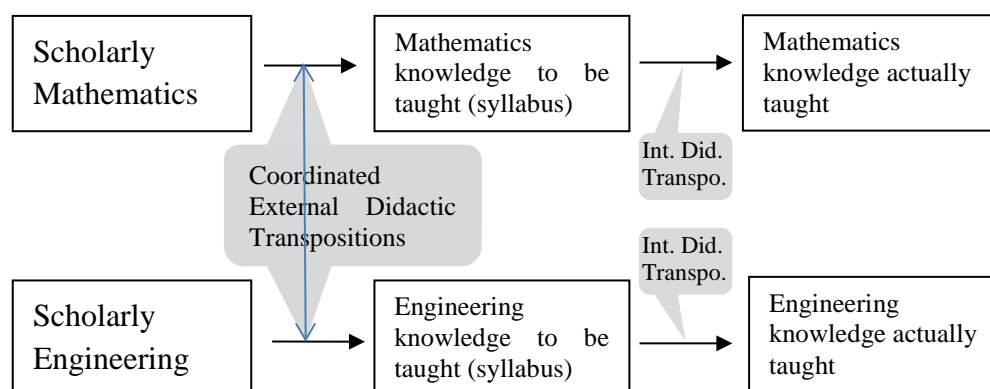 Scholarly
Mathematics
Mathematics
knowledge to be
taught (syllabus)
Mathematics
knowledge actually
taught
Int. Did.
Transpo.
Coordinated
External Didactic
Transpositions
Int. Did.
Transpo.
Scholarly
Engineering
Engineering
knowledge to be
taught (syllabus)
Engineering
knowledge actually
taught